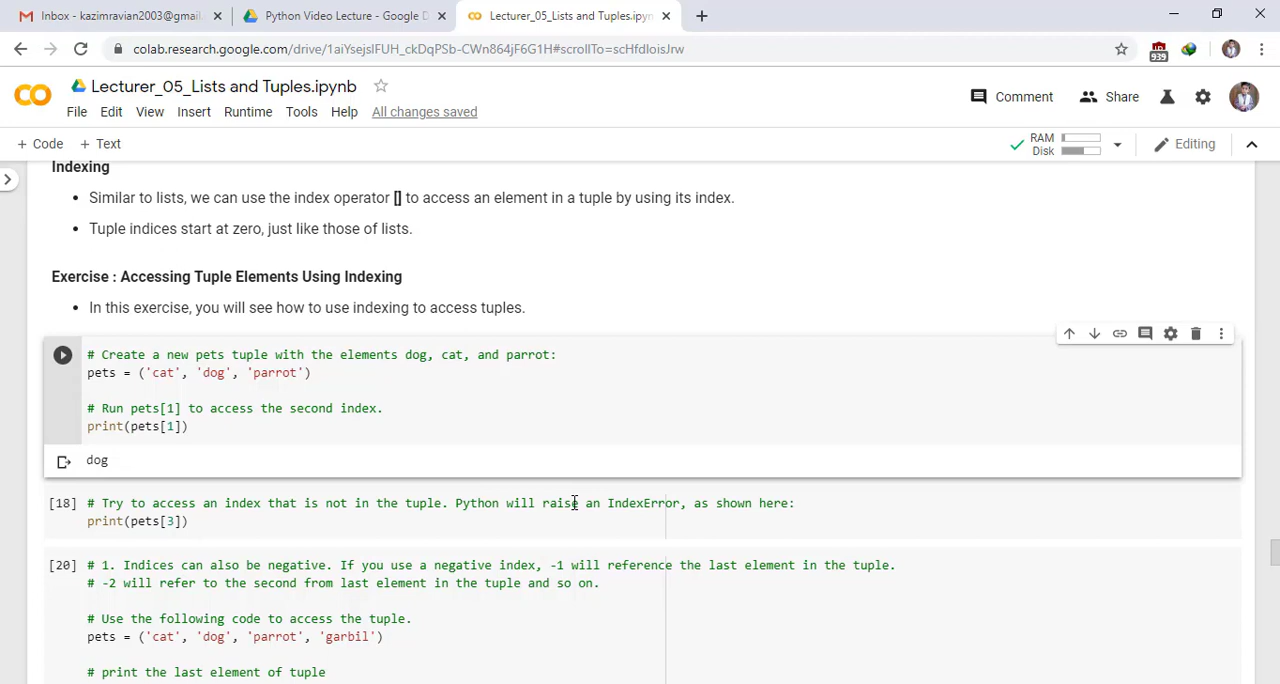 Inbox - kazimravian2003@gmail.
Python Video Lecture - Google D
Lecturer_05_Lists and Tuples.ipyn
colab.research.google.com/drive/1aiYsejslFUH_ckDqPSb-CWn864jF6G1H#scrollTo=scHfdIoisJrw
939
Lecturer_05_Lists and Tuples.ipynb
Comment
Share
File Edit View Insert Runtime Tools Help All changes saved
+ Code + Text
RAM
Disk
Editing
Indexing
Similar to lists, we can use the index operator [] to access an element in a tuple by using its index.
Tuple indices start at zero, just like those of lists.
Exercise : Accessing Tuple Elements Using Indexing
In this exercise, you will see how to use indexing to access tuples.
# Create a new pets tuple with the elements dog, cat, and parrot:
pets = ('cat', 'dog', 'parrot')
# Run pets[1] to access the second index.
print(pets[1])
dog
[18] # Try to access an index that is not in the tuple. Python will raise an IndexError, as shown here:
print(pets[3])
[20] # 1. Indices can also be negative. If you use a negative index, -1 will reference the last element in the tuple.
# -2 will refer to the second from last element in the tuple and so on.
# Use the following code to access the tuple.
pets = ('cat', 'dog', 'parrot', 'garbil')
# print the last element of tuple